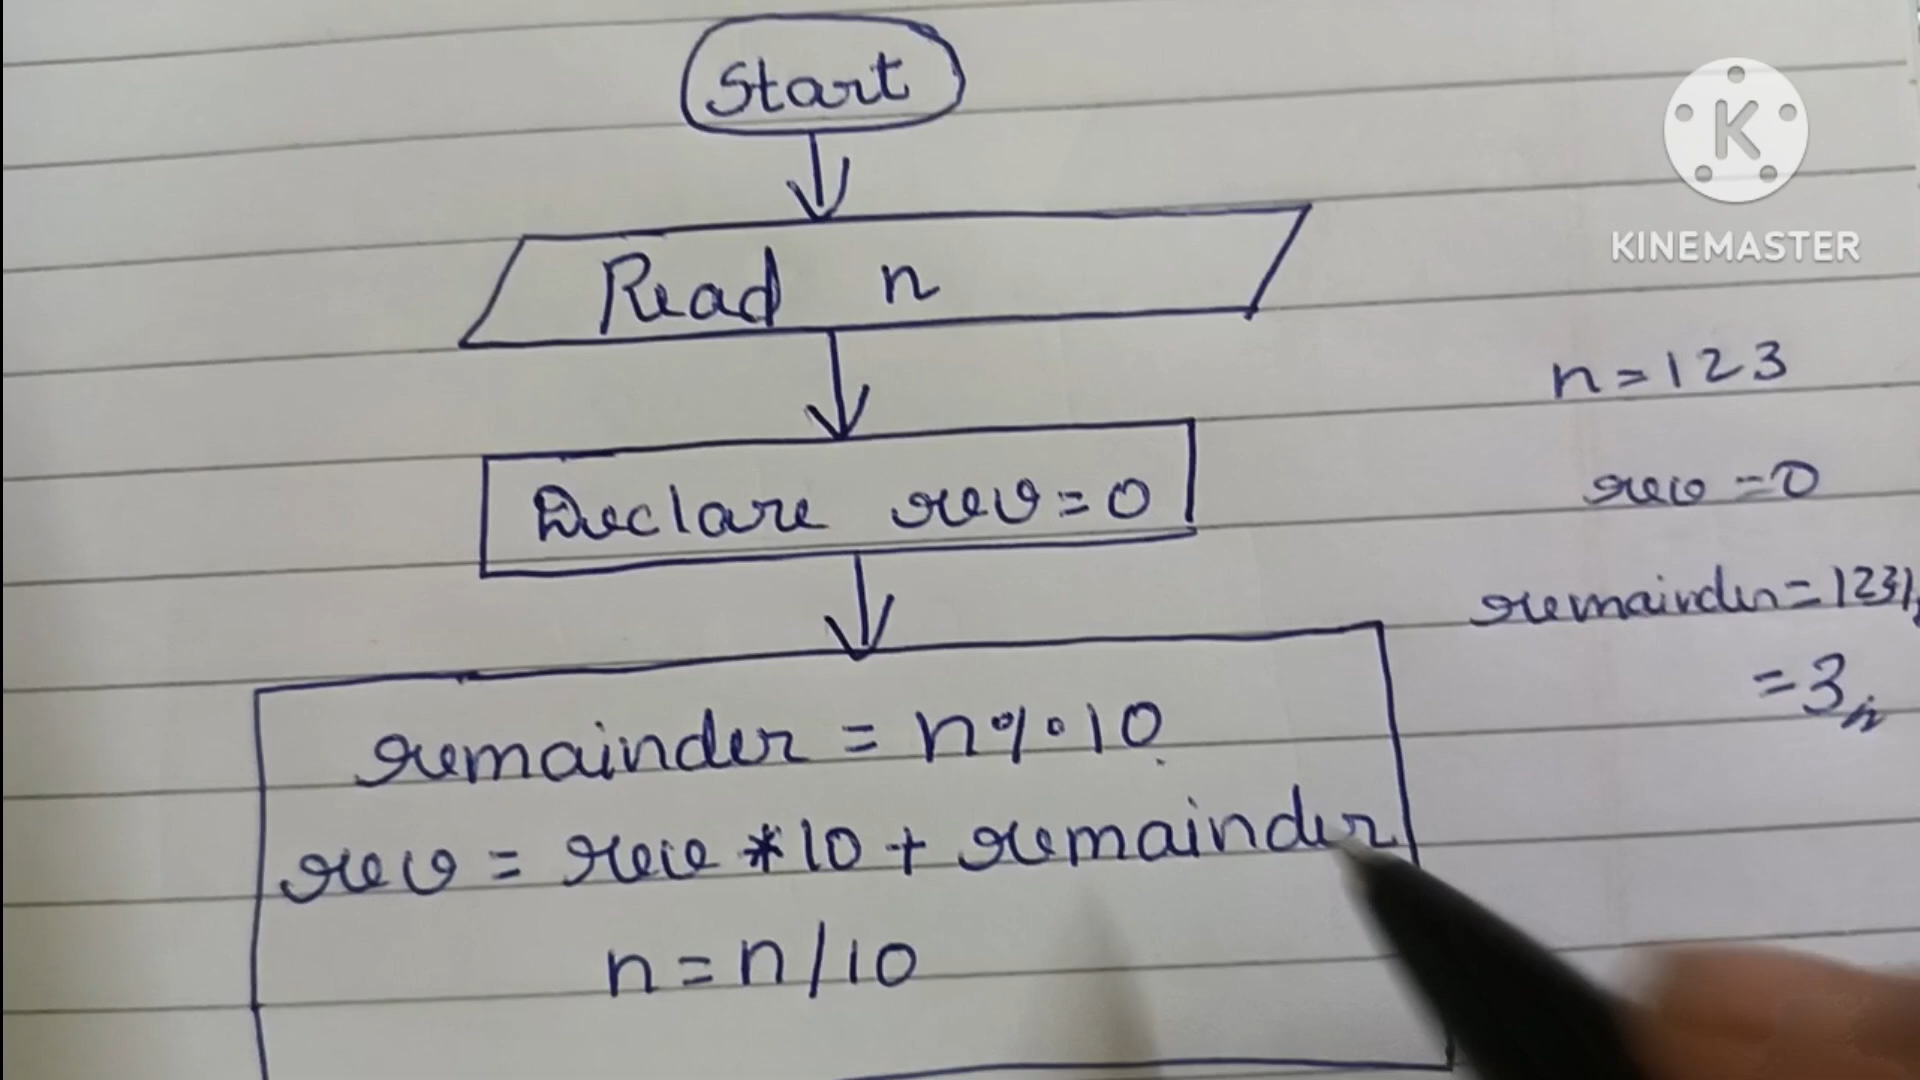 Start
Read n
Declare rev=0
remainder = n%10
rev = rev *10 + remainder
n=n/10
K
KINEMASTER
n=123
rev=0
remainder=123%
=3